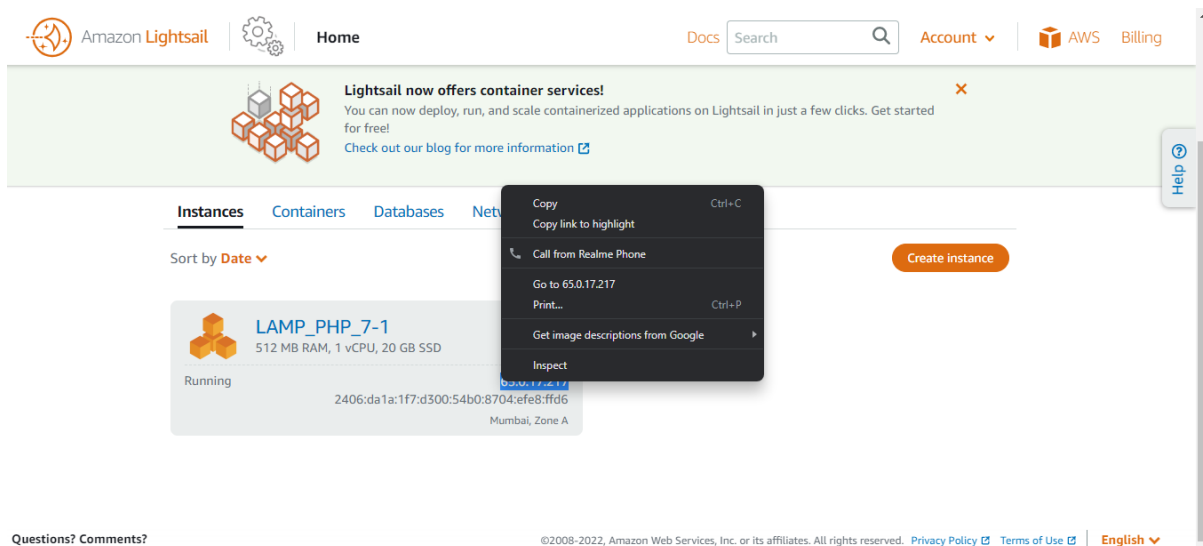 Amazon Lightsail Home Docs Search Account AWS Billing
Lightsail now offers container services!
You can now deploy, run, and scale containerized applications on Lightsail in just a few clicks. Get started
for free!
Check out our blog for more information
Help
Instances Containers Databases Netw
Copy Ctrl+C
Copy link to highlight
Call from Realme Phone
Go to 65.0.17.217
Print... Ctrl+P
Get image descriptions from Google
Inspect
Sort by Date
Create instance
LAMP_PHP_7-1
512 MB RAM, 1 vCPU, 20 GB SSD
Running 65.0.17.217
2406:da1a:1f7:d300:54b0:8704:efe8:ffd6
Mumbai, Zone A
Questions? Comments? ©2008-2022, Amazon Web Services, Inc. or its affiliates. All rights reserved. Privacy Policy Terms of Use English